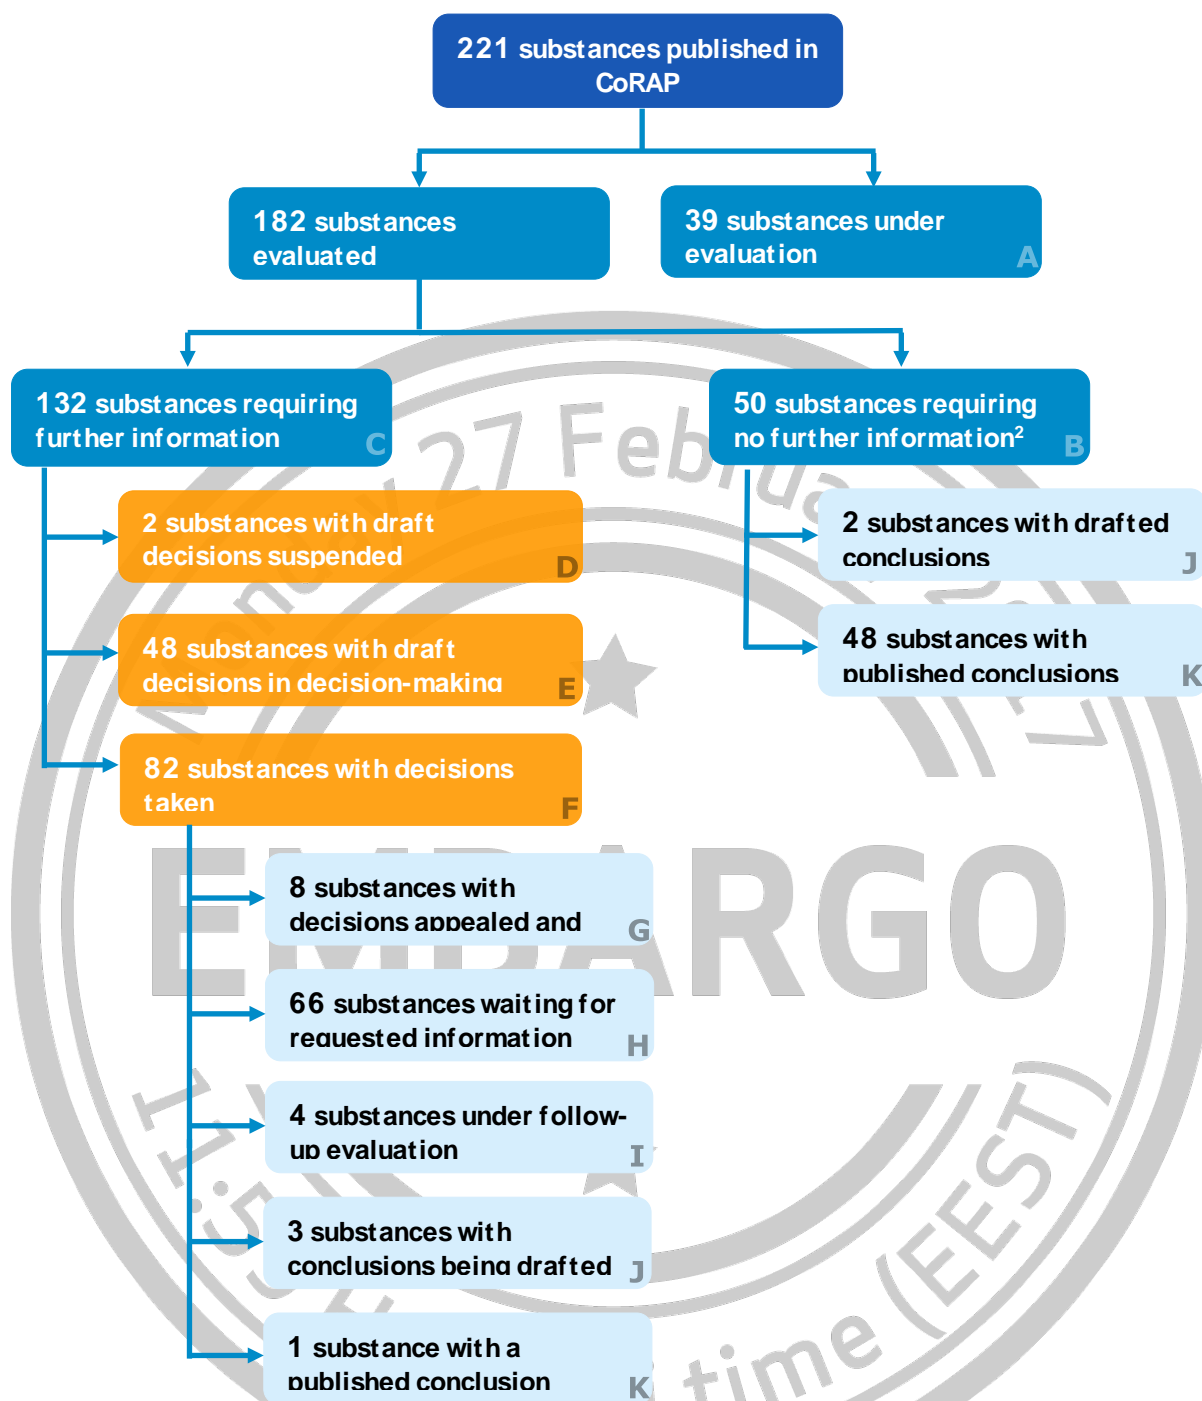 221 substances published in
CoRAP
182 substances
evaluated
39 substances under
evaluation
A
132 substances requiring
further information
C
50 substances requiring
no further information²
B
2 substances with draft
decisions suspended
D
2 substances with drafted
conclusions
J
48 substances with draft
decisions in decision-making
E
48 substances with
published conclusions
K
82 substances with decisions
taken
F
8 substances with
decisions appealed and
G
66 substances waiting for
requested information
H
4 substances under follow-
up evaluation
I
3 substances with
conclusions being drafted
J
1 substance with a
published conclusion
K
27 February
EMBARGO
time (EEST)